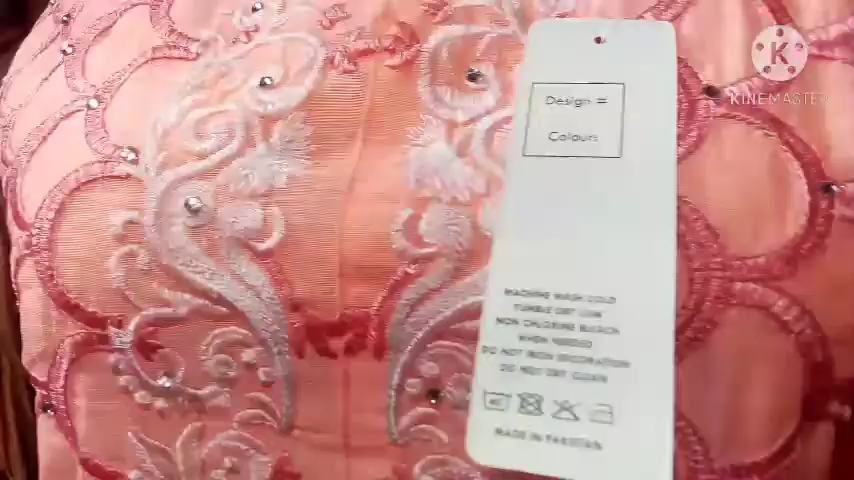 Design =
Colours
MACHINE WASH COLD
TUMBLE DRY LOW
NON CHLORINE BLEACH
WHEN NEEDED
DO NOT IRON DECORATION
DO NOT DRY CLEAN
MADE IN PAKISTAN
K
KINEMASTER